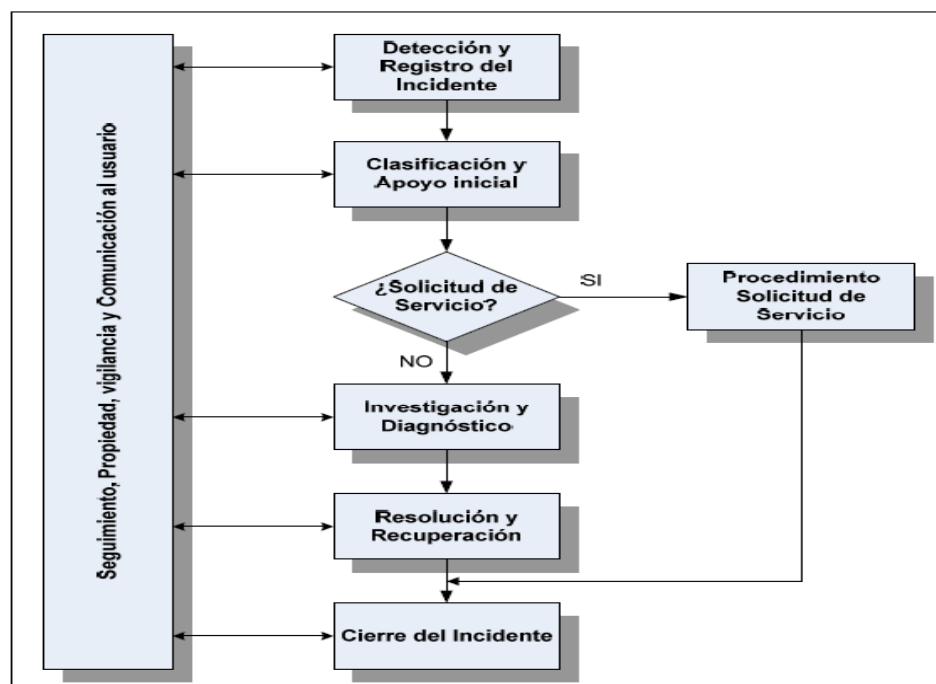 Seguimiento, Propiedad, vigilancia y Comunicación al usuario
Detección y
Registro del
Incidente
Clasificación y
Apoyo inicial
¿Solicitud de
Servicio?
SI
Procedimiento
Solicitud de
Servicio
NO
Investigación y
Diagnóstico
Resolución y
Recuperación
Cierre del Incidente